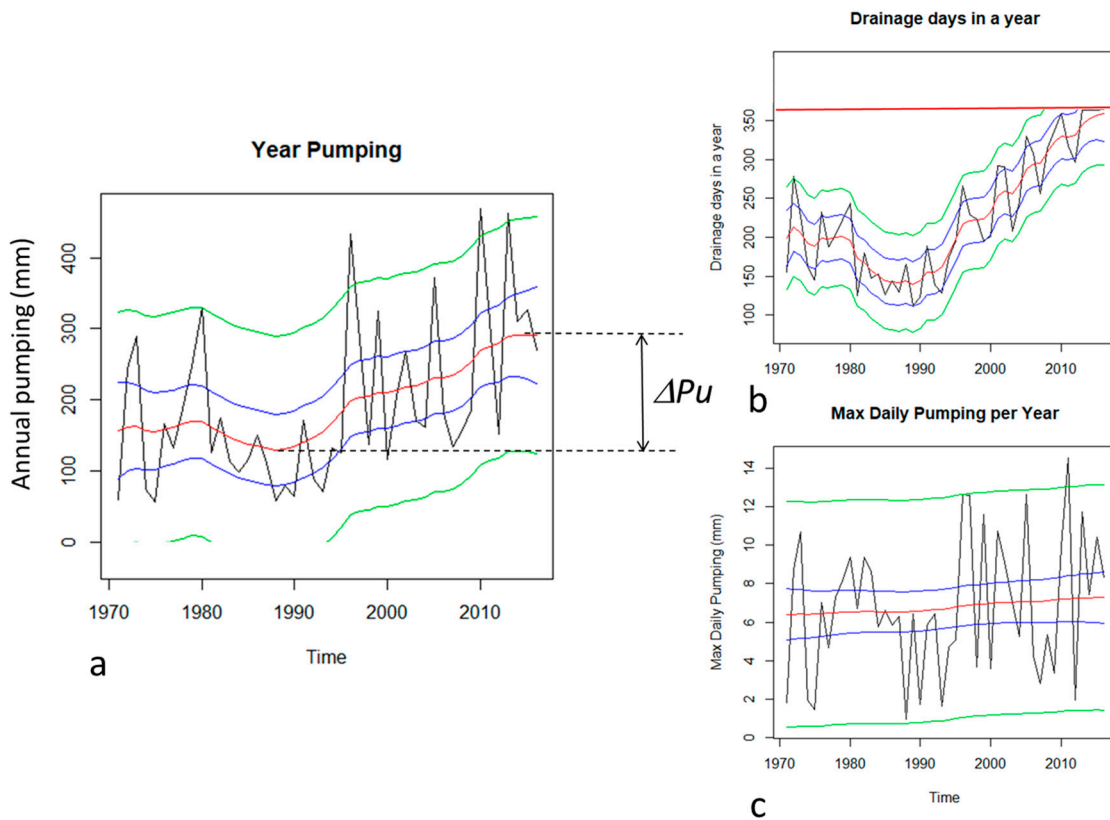 Year Pumping
Annual pumping (mm)
400
300
200
100
0
1970 1980 1990 2000 2010
Time
a
ΔPu
Drainage days in a year
Drainage days in a year
350
300
250
200
150
100
1970 1980 1990 2000 2010
b
Max Daily Pumping per Year
Max Daily Pumping (mm)
14
12
10
8
6
4
2
0
1970 1980 1990 2000 2010
Time
c